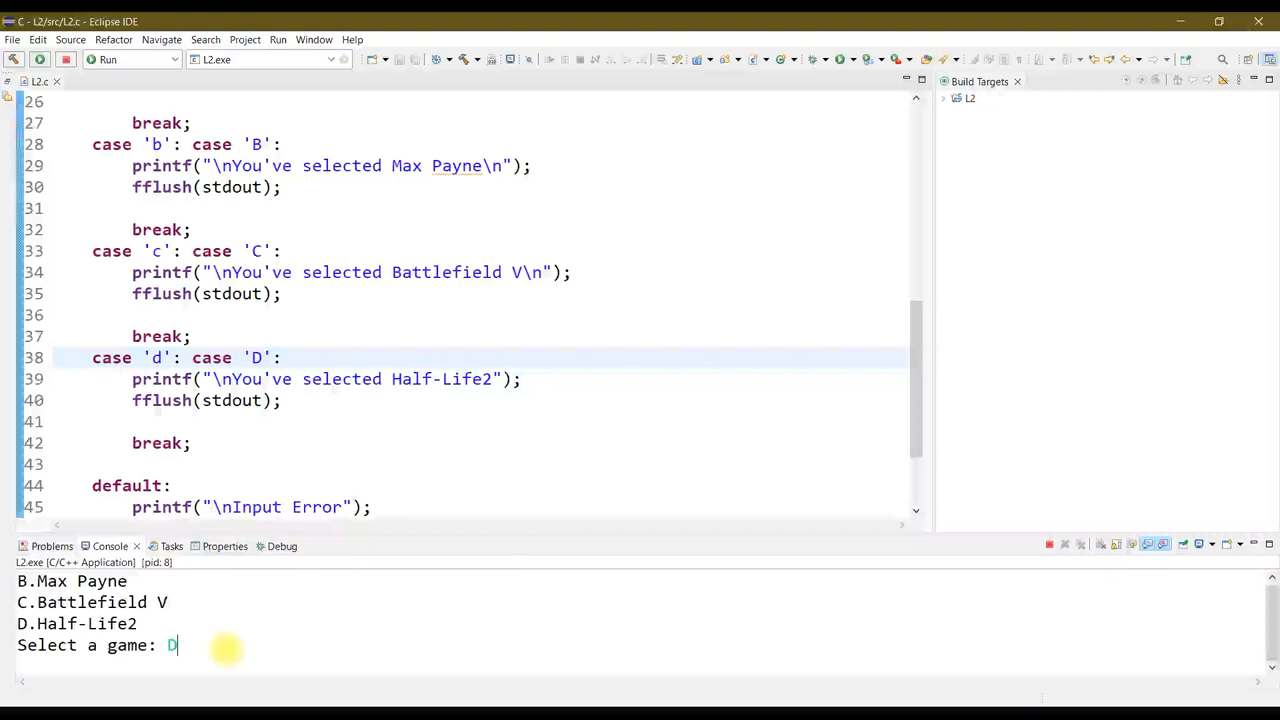 C - L2/src/L2.c - Eclipse IDE
File Edit Source Refactor Navigate Search Project Run Window Help
Run L2.exe
L2.c
Build Targets
L2
26
27 break;
28 case 'b': case 'B':
29 printf("\nYou've selected Max Payne\n");
30 fflush(stdout);
31
32 break;
33 case 'c': case 'C':
34 printf("\nYou've selected Battlefield V\n");
35 fflush(stdout);
36
37 break;
38 case 'd': case 'D':
39 printf("\nYou've selected Half-Life2");
40 fflush(stdout);
41
42 break;
43
44 default:
45 printf("\nInput Error");
Problems Console Tasks Properties Debug
L2.exe [C/C++ Application] [pid: 8]
B.Max Payne
C.Battlefield V
D.Half-Life2
Select a game: D